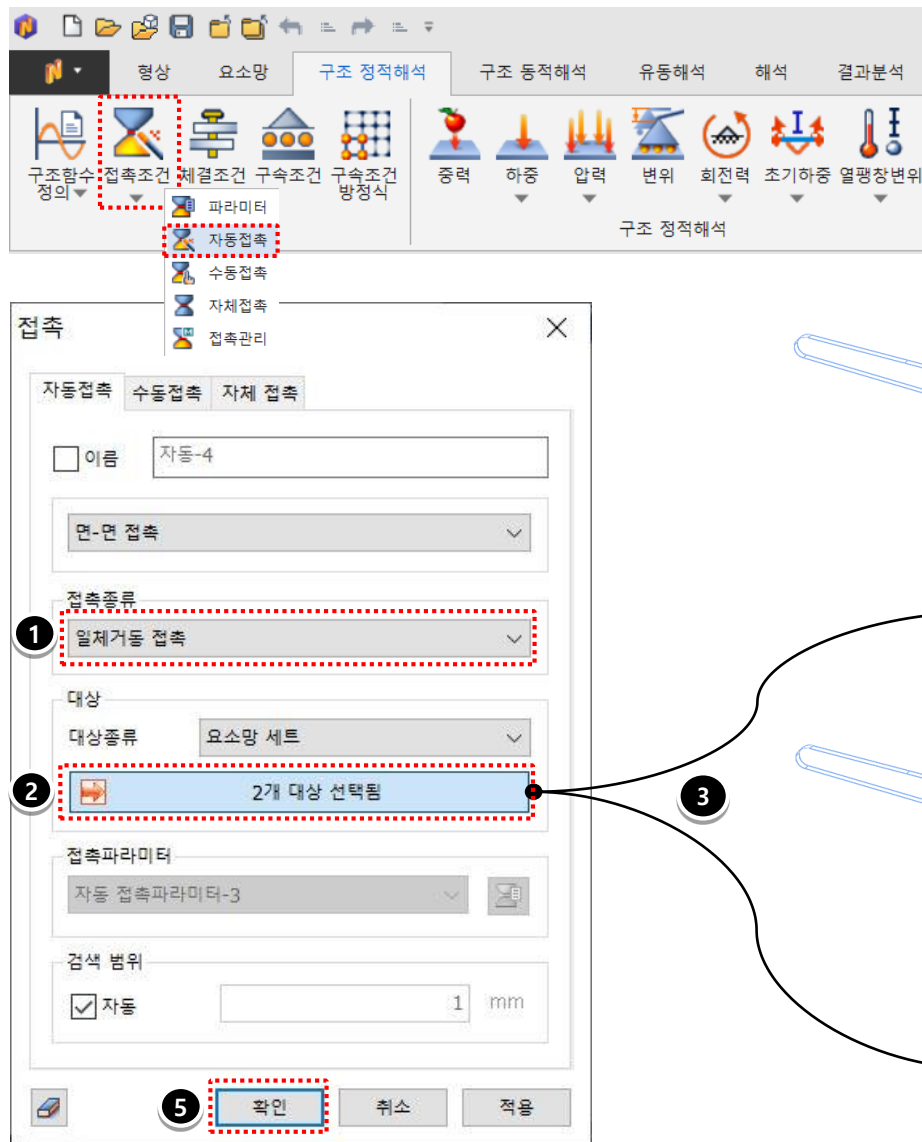 형상 요소망 구조 정적해석 구조 동적해석 유동해석 해석 결과분석
구조함수 접촉조건 체결조건 구속조건 구속조건 중력 하중 압력 변위 회전력 초기하중 열팽창변위
정의 방정식
파라미터
구조 정적해석
자동접촉
수동접촉
자체접촉
접촉관리
접촉
자동접촉 수동접촉 자체 접촉
이름 자동-4
면-면 접촉
접촉종류
1 일체거동 접촉
대상
대상종류 요소망 세트
2 2개 대상 선택됨 3
접촉파라미터
자동 접촉파라미터-3
검색 범위
자동 1 mm
5 확인 취소 적용